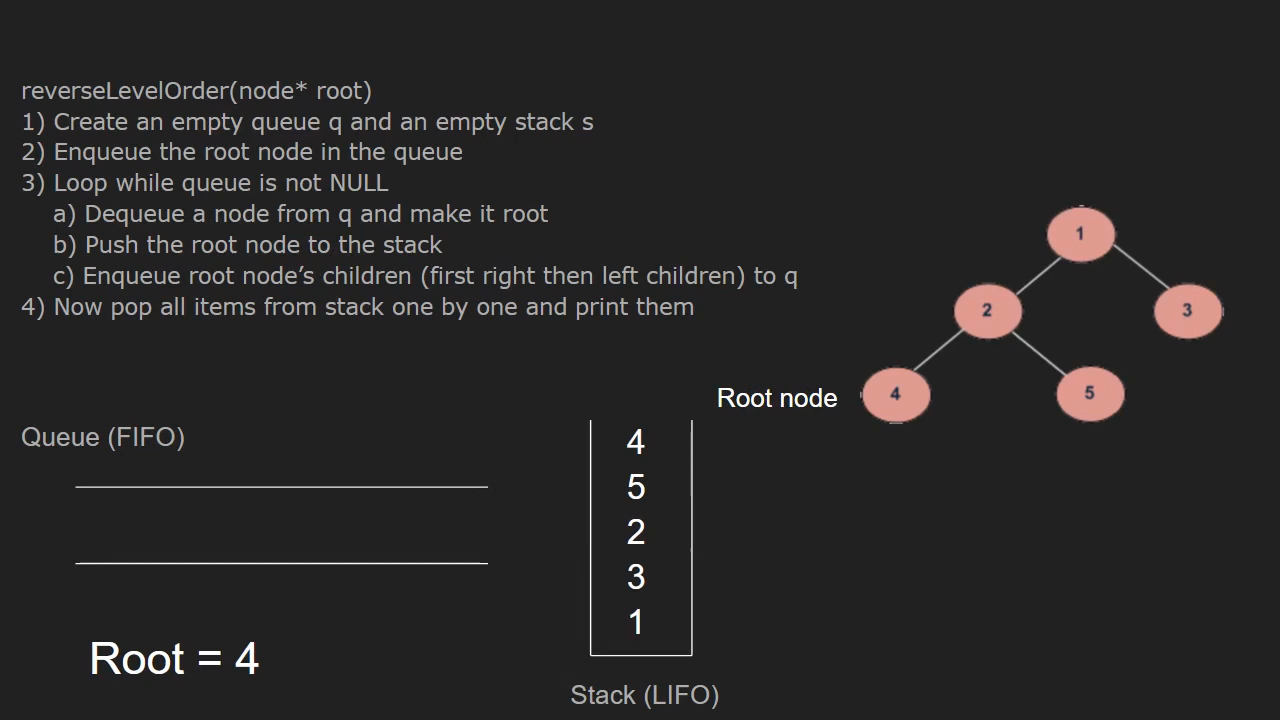 reverseLevelOrder(node* root)
1) Create an empty queue q and an empty stack s
2) Enqueue the root node in the queue
3) Loop while queue is not NULL
a) Dequeue a node from q and make it root
b) Push the root node to the stack
c) Enqueue root node’s children (first right then left children) to q
4) Now pop all items from stack one by one and print them
1
2
3
Root node
4
5
Queue (FIFO)
4
5
2
3
1
Root = 4
Stack (LIFO)